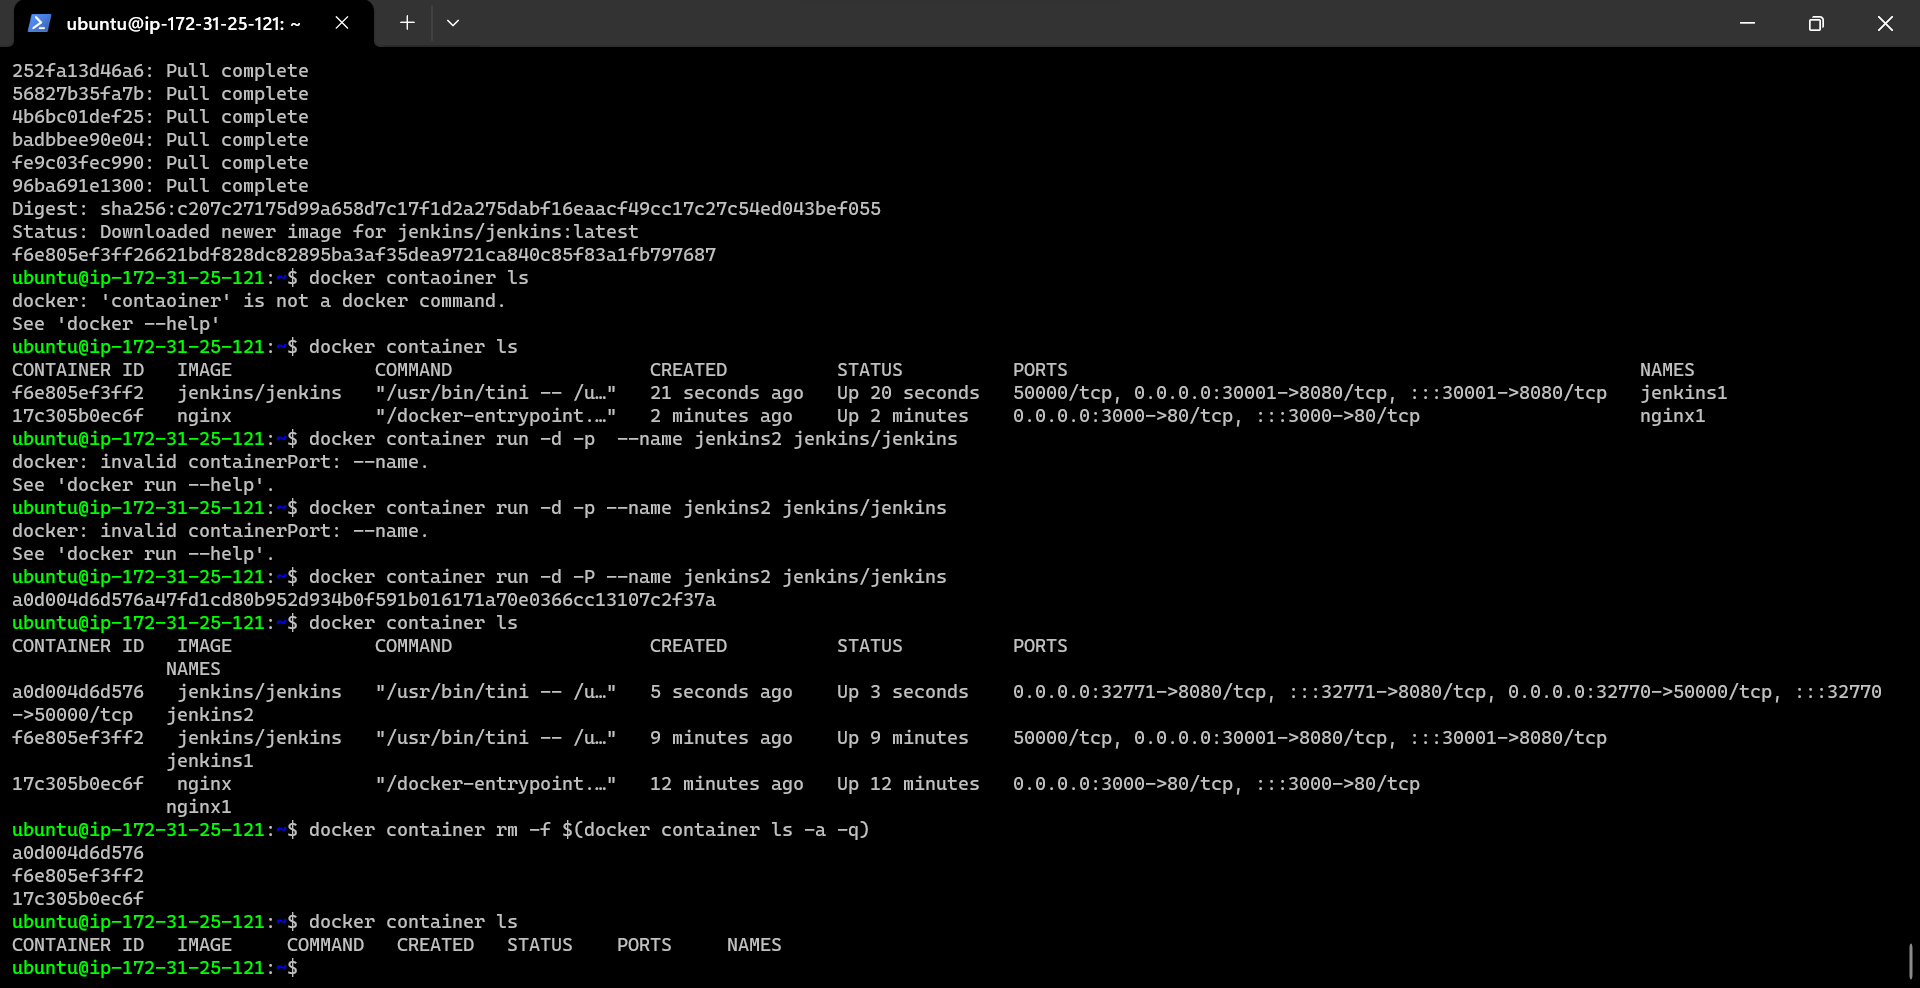 ubuntu@ip-172-31-25-121: ~
252fa13d46a6: Pull complete
56827b35fa7b: Pull complete
4b6bc01def25: Pull complete
badbbee90e04: Pull complete
fe9c03fec990: Pull complete
96ba691e1300: Pull complete
Digest: sha256:c207c27175d99a658d7c17f1d2a275dabf16eaacf49cc17c27c54ed043bef055
Status: Downloaded newer image for jenkins/jenkins:latest
f6e805ef3ff26621bdf828dc82895ba3af35dea9721ca840c85f83a1fb797687
ubuntu@ip-172-31-25-121:~$ docker contaoiner ls
docker: 'contaoiner' is not a docker command.
See 'docker --help'
ubuntu@ip-172-31-25-121:~$ docker container ls
CONTAINER ID   IMAGE             COMMAND                  CREATED          STATUS          PORTS                                                    NAMES
f6e805ef3ff2   jenkins/jenkins   "/usr/bin/tini -- /u…"   21 seconds ago   Up 20 seconds   50000/tcp, 0.0.0.0:30001->8080/tcp, :::30001->8080/tcp   jenkins1
17c305b0ec6f   nginx             "/docker-entrypoint.…"   2 minutes ago    Up 2 minutes    0.0.0.0:3000->80/tcp, :::3000->80/tcp                    nginx1
ubuntu@ip-172-31-25-121:~$ docker container run -d -p  --name jenkins2 jenkins/jenkins
docker: invalid containerPort: --name.
See 'docker run --help'.
ubuntu@ip-172-31-25-121:~$ docker container run -d -p --name jenkins2 jenkins/jenkins
docker: invalid containerPort: --name.
See 'docker run --help'.
ubuntu@ip-172-31-25-121:~$ docker container run -d -P --name jenkins2 jenkins/jenkins
a0d004d6d576a47fd1cd80b952d934b0f591b016171a70e0366cc13107c2f37a
ubuntu@ip-172-31-25-121:~$ docker container ls
CONTAINER ID   IMAGE             COMMAND                  CREATED          STATUS          PORTS
              NAMES
a0d004d6d576   jenkins/jenkins   "/usr/bin/tini -- /u…"   5 seconds ago    Up 3 seconds    0.0.0.0:32771->8080/tcp, :::32771->8080/tcp, 0.0.0.0:32770->50000/tcp, :::32770
->50000/tcp   jenkins2
f6e805ef3ff2   jenkins/jenkins   "/usr/bin/tini -- /u…"   9 minutes ago    Up 9 minutes    50000/tcp, 0.0.0.0:30001->8080/tcp, :::30001->8080/tcp
              jenkins1
17c305b0ec6f   nginx             "/docker-entrypoint.…"   12 minutes ago   Up 12 minutes   0.0.0.0:3000->80/tcp, :::3000->80/tcp
              nginx1
ubuntu@ip-172-31-25-121:~$ docker container rm -f $(docker container ls -a -q)
a0d004d6d576
f6e805ef3ff2
17c305b0ec6f
ubuntu@ip-172-31-25-121:~$ docker container ls
CONTAINER ID   IMAGE     COMMAND   CREATED   STATUS    PORTS     NAMES
ubuntu@ip-172-31-25-121:~$